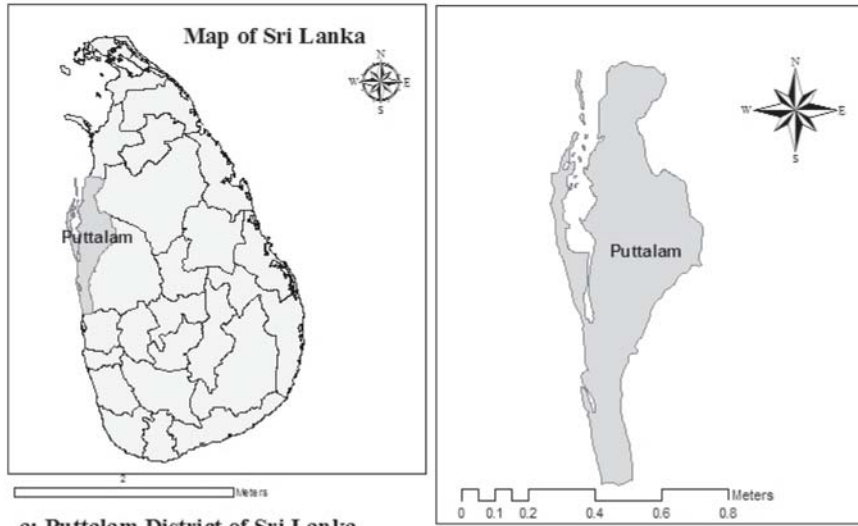 Map of Sri Lanka
N
W E
S
Puttalam
2
Meters
a: Puttalam District of Sri Lanka
N
W E
S
Puttalam
Meters
0 0.1 0.2 0.4 0.6 0.8